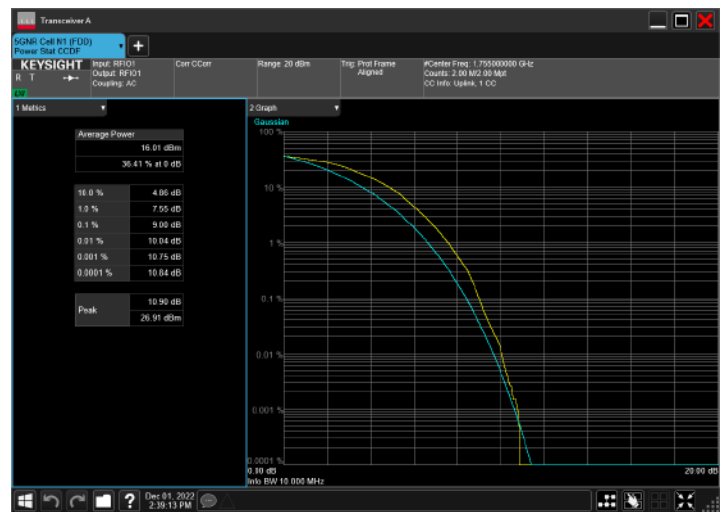 Transceiver A
5GNR Cell N1 (FDD)
Power Stat CCDF
KEYSIGHT
R T
Input: RFIO1
Output: RFIO1
Coupling: AC
Corr CCorr
Range: 20 dBm
Trig: Prot Frame
Aligned
#Center Freq: 1.755000000 GHz
Counts: 2.00 M/2.00 Mpt
CC Info: Uplink, 1 CC
1 Metrics
Average Power
16.01 dBm
36.41 % at 0 dB
10.0 % 4.86 dB
1.0 % 7.55 dB
0.1 % 9.00 dB
0.01 % 10.04 dB
0.001 % 10.75 dB
0.0001 % 10.84 dB
Peak
10.90 dB
26.91 dBm
2 Graph
Gaussian
100 %
10 %
1 %
0.1 %
0.01 %
0.001 %
0.0001 %
0.00 dB
20.00 dB
Info BW 10.000 MHz
Dec 01, 2022
2:39:13 PM